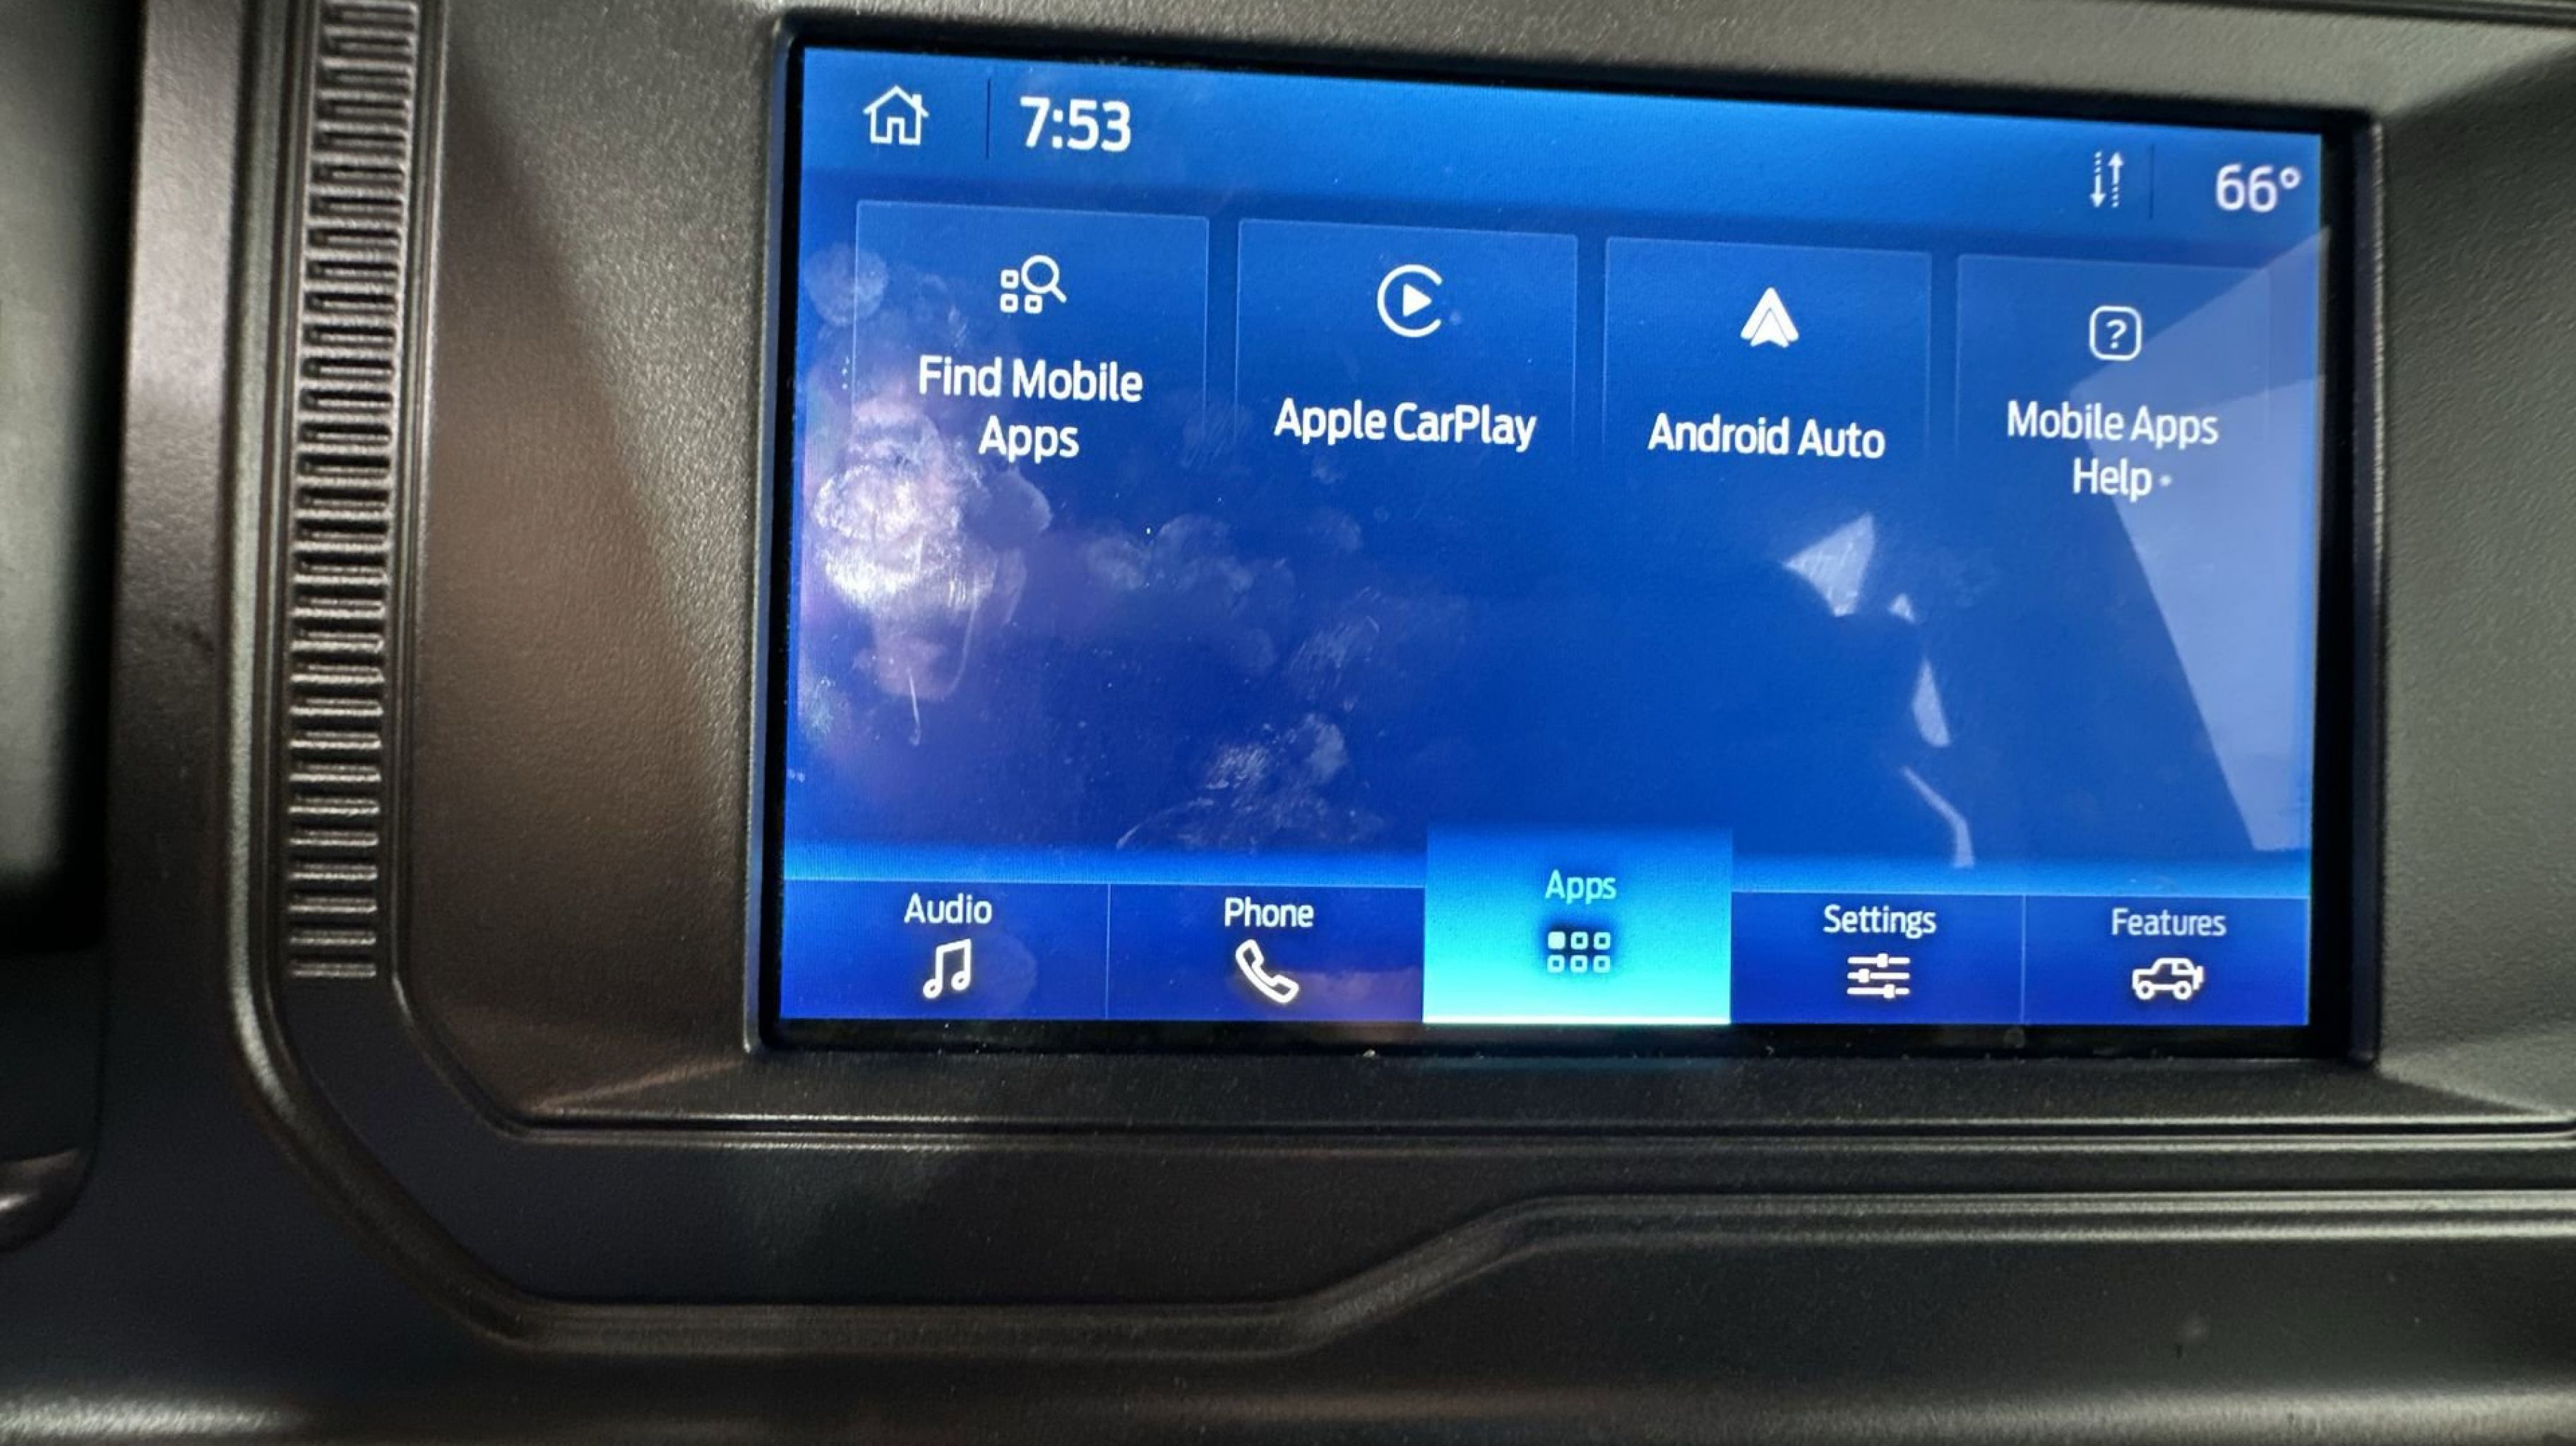 7:53
66°
Find Mobile
Apps
Apple CarPlay
Android Auto
Mobile Apps
Help
Audio
Phone
Apps
Settings
Features